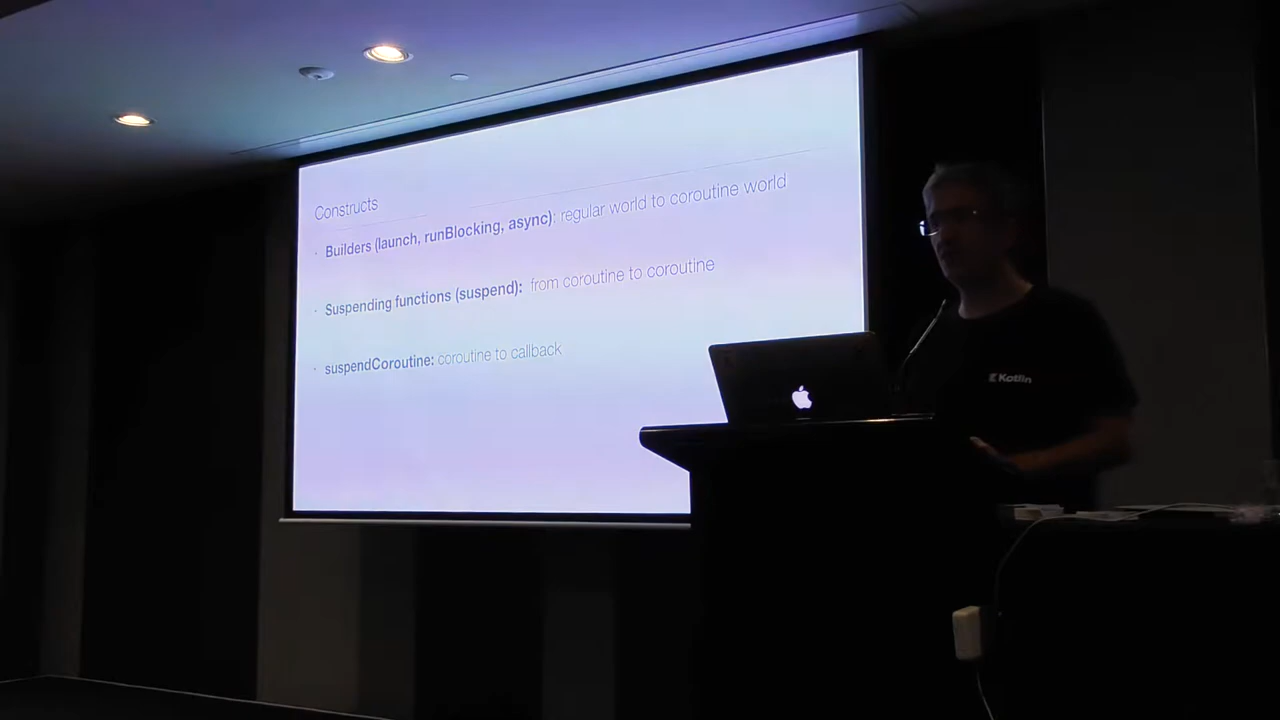 Constructs
· Builders (launch, runBlocking, async): regular world to coroutine world
· Suspending functions (suspend): from coroutine to coroutine
· suspendCoroutine: coroutine to callback
Kotlin